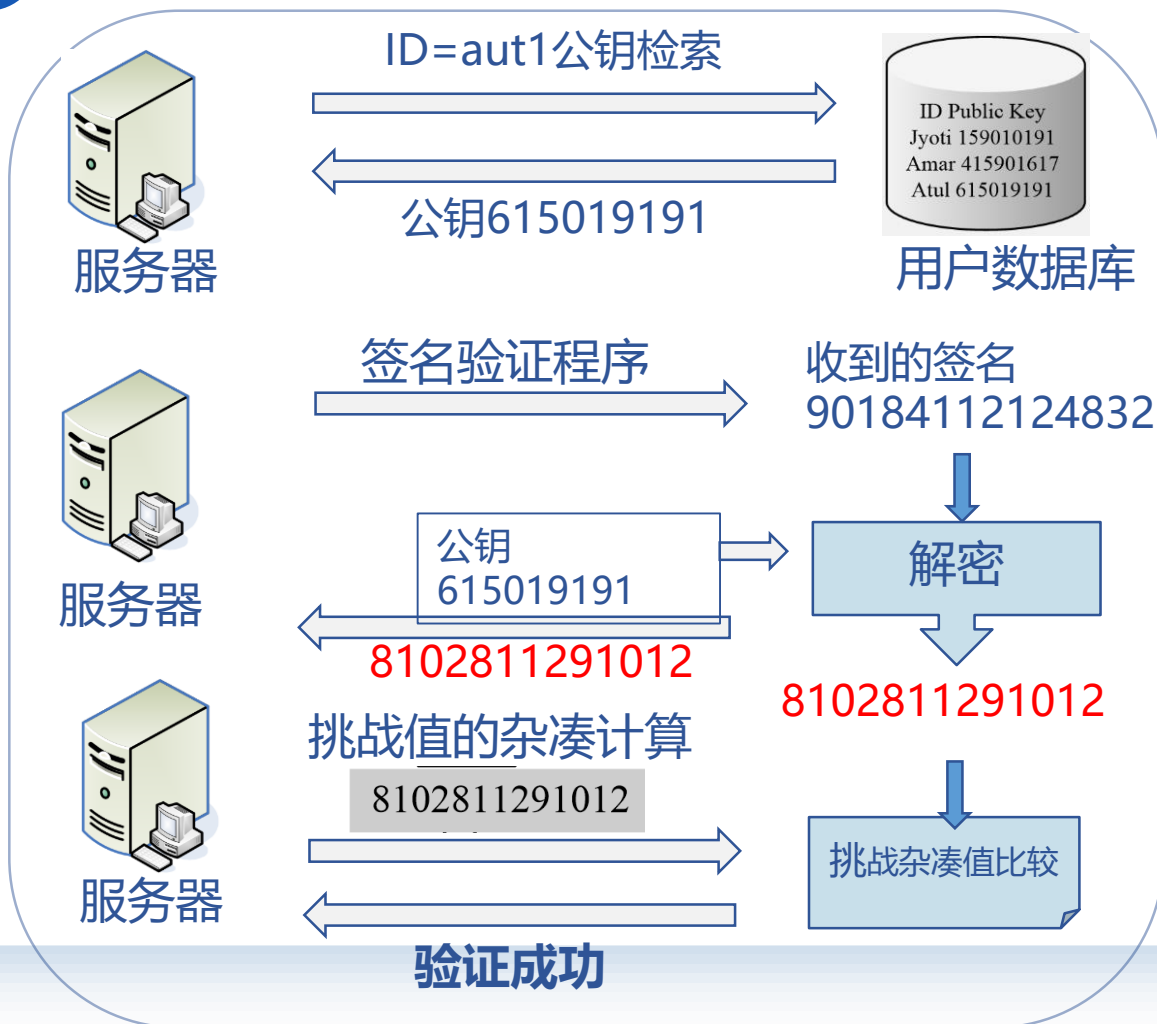 ID=aut1公钥检索
ID Public Key
Jyoti 159010191
Amar 415901617
Atul 615019191
公钥615019191
服务器
用户数据库
签名验证程序
收到的签名
90184112124832
公钥
615019191
解密
服务器
8102811291012
8102811291012
挑战值的杂凑计算
8102811291012
挑战杂凑值比较
服务器
验证成功